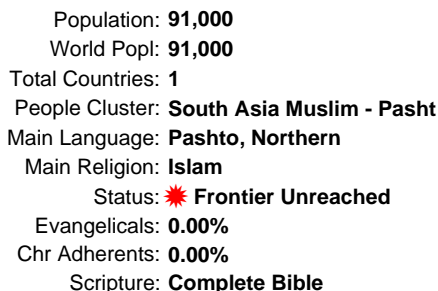 Population: 91,000
World Popl: 91,000
Total Countries: 1
People Cluster: South Asia Muslim - Pasht
Main Language: Pashto, Northern
Main Religion: Islam
Status: Frontier Unreached
Evangelicals: 0.00%
Chr Adherents: 0.00%
Scripture: Complete Bible